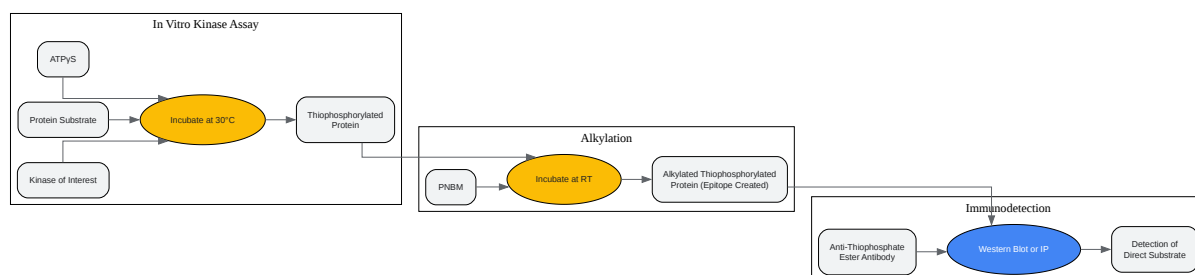 In Vitro Kinase Assay
ATPγS
Protein Substrate
Kinase of Interest
Incubate at 30°C
Thiophosphorylated
Protein
Alkylation
PNBM
Incubate at RT
Alkylated Thiophosphorylated
Protein (Epitope Created)
Immunodetection
Anti-Thiophosphate
Ester Antibody
Western Blot or IP
Detection of
Direct Substrate